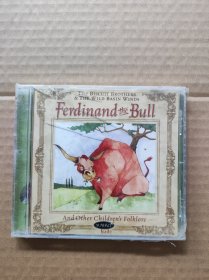 The Biscuit Brothers
& The Wild Basin Winds
Ferdinand the Bull
And Other Children's Folklore